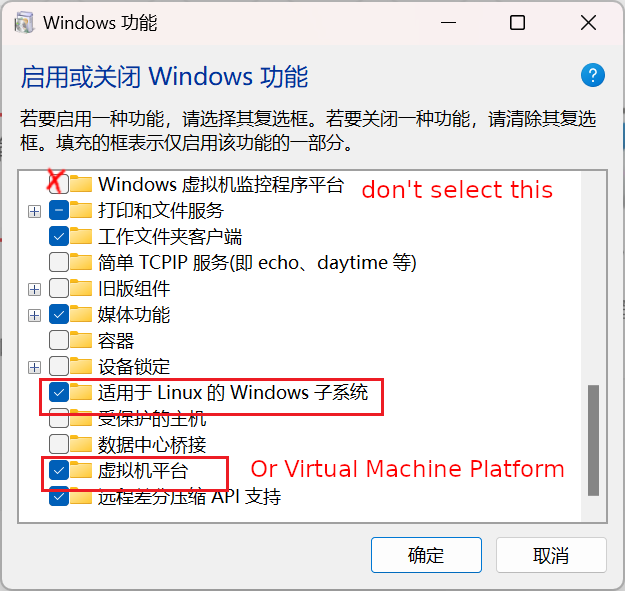 Windows 功能
启用或关闭 Windows 功能
?
若要启用一种功能，请选择其复选框。若要关闭一种功能，请清除其复选
框。填充的框表示仅启用该功能的一部分。
Windows 虚拟机监控程序平台 don't select this
打印和文件服务
工作文件夹客户端
简单 TCPIP 服务(即 echo、daytime 等)
旧版组件
媒体功能
容器
设备锁定
适用于 Linux 的 Windows 子系统
受保护的主机
数据中心桥接
虚拟机平台 Or Virtual Machine Platform
远程差分压缩 API 支持
确定 取消